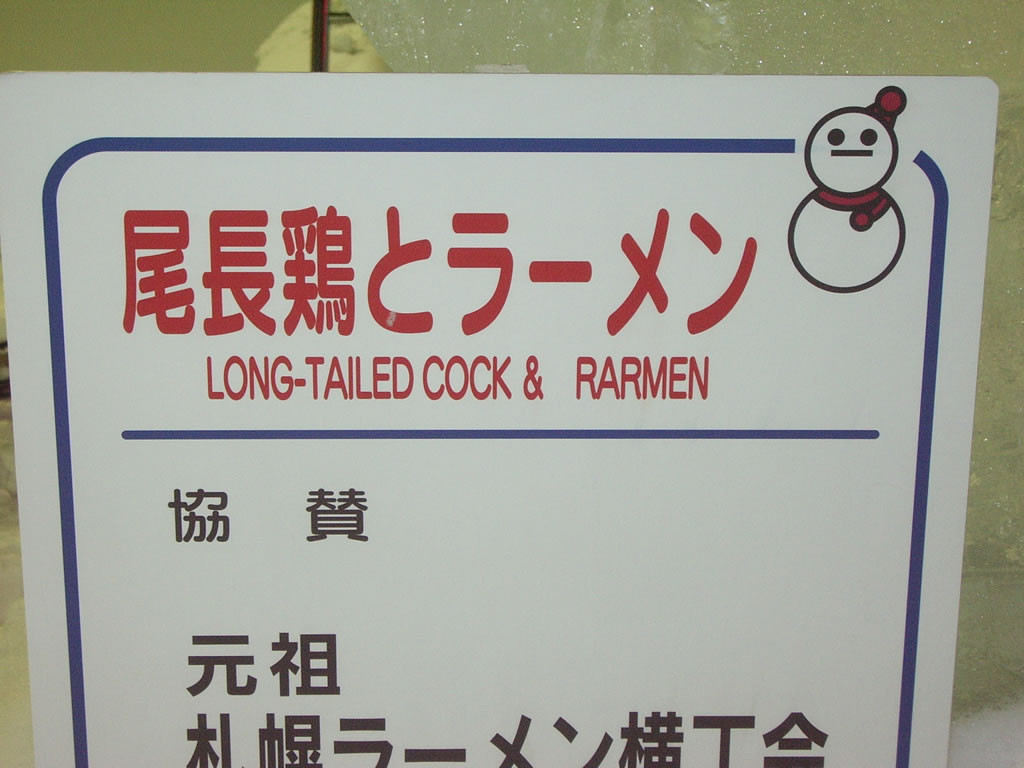 尾長鶏とラーメン
LONG-TAILED COCK & RARMEN
協 賛
元祖
札幌ラーメン横丁会